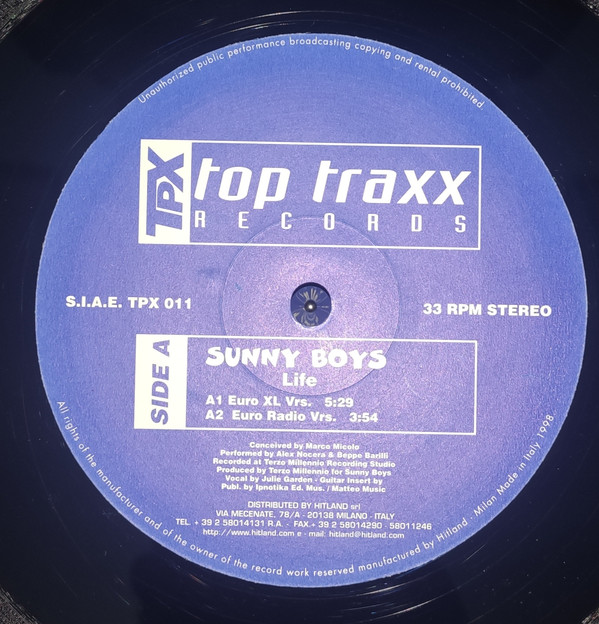 Unauthorized public performance broadcasting copying and rental prohibited
TPX
top traxx
RECORDS
S.I.A.E. TPX 011
33 RPM STEREO
SIDE A
SUNNY BOYS
Life
A1 Euro XL Vrs. 5:29
A2 Euro Radio Vrs. 3:54
Conceived by Marco Micolo
Performed by Alex Nocera & Beppe Barilli
Recorded at Terzo Millennio Recording Studio
Produced by Terzo Millennio for Sunny Boys
Vocal by Julie Garden - Guitar Insert by
Publ. by Ipnotika Ed. Mus. / Matteo Music
DISTRIBUTED BY HITLAND srl
VIA MECENATE, 78/A - 20138 MILANO - ITALY
TEL. + 39 2 58014131 R.A. - FAX.+ 39 2 58014290 - 58011246
http://www.hitland.com e - mail: hitland@hitland.com
All rights of the manufacturer and of the owner of the record work reserved manufactured by Hitland - Milan Made in Italy 1998